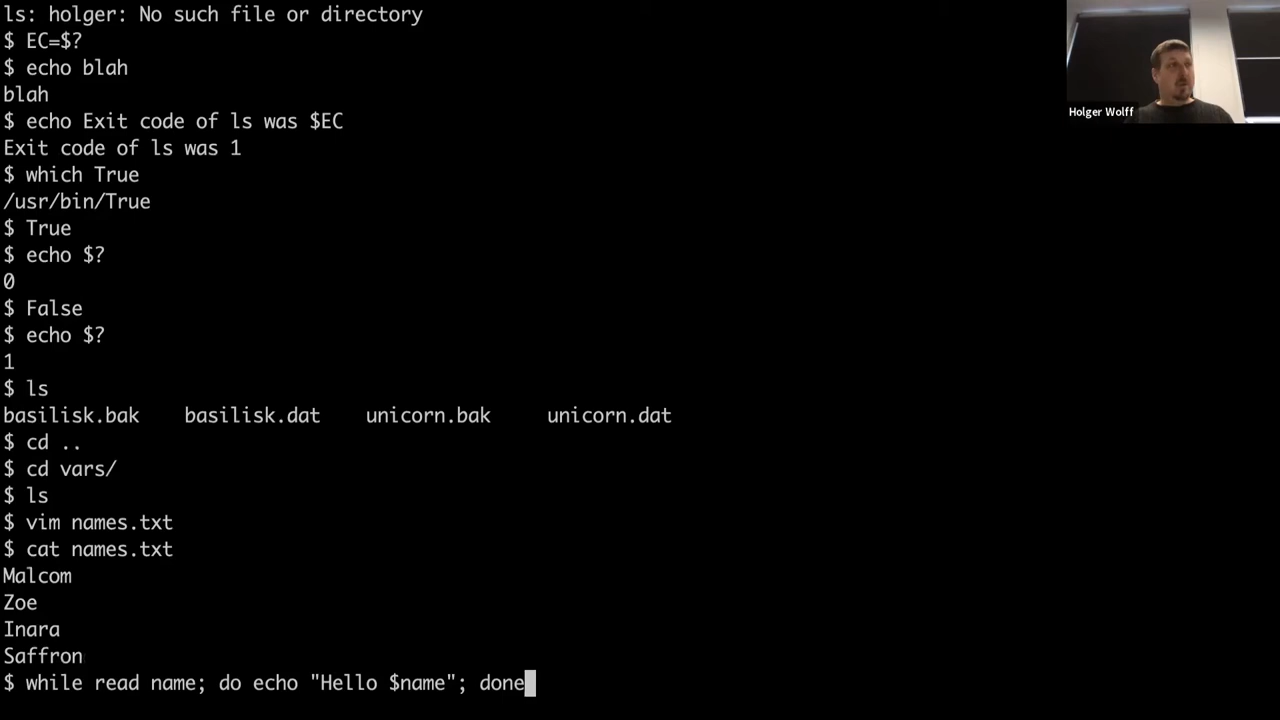 ls: holger: No such file or directory
$ EC=$?
$ echo blah
blah
$ echo Exit code of ls was $EC
Exit code of ls was 1
$ which True
/usr/bin/True
$ True
$ echo $?
0
$ False
$ echo $?
1
$ ls
basilisk.bak    basilisk.dat    unicorn.bak     unicorn.dat
$ cd ..
$ cd vars/
$ ls
$ vim names.txt
$ cat names.txt
Malcom
Zoe
Inara
Saffron
$ while read name; do echo "Hello $name"; done
Holger Wolff